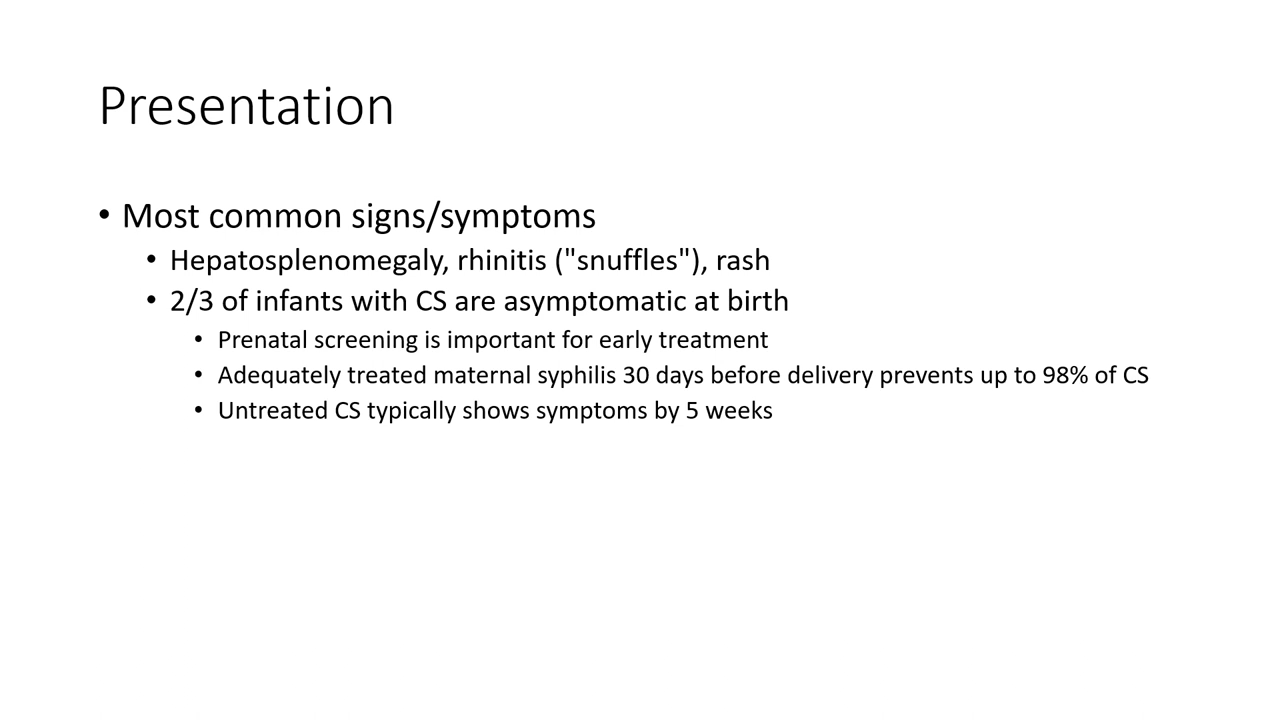 Presentation
• Most common signs/symptoms
• Hepatosplenomegaly, rhinitis ("snuffles"), rash
• 2/3 of infants with CS are asymptomatic at birth
• Prenatal screening is important for early treatment
• Adequately treated maternal syphilis 30 days before delivery prevents up to 98% of CS
• Untreated CS typically shows symptoms by 5 weeks